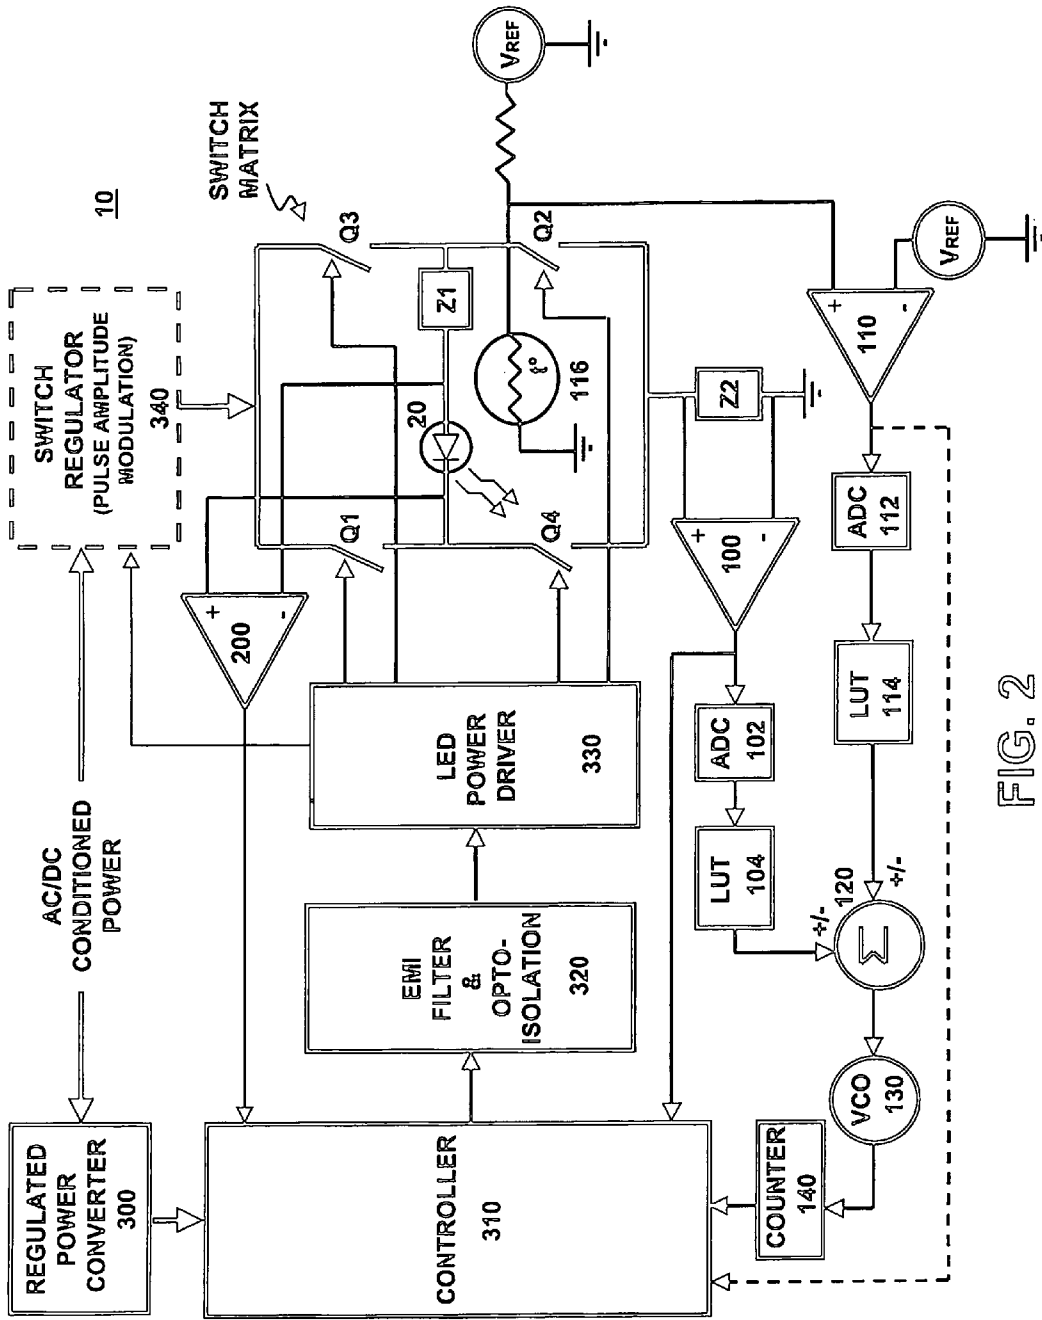 10
SWITCH
REGULATOR
(PULSE AMPLITUDE
MODULATION)
340
SWITCH
MATRIX
VREF
AC/DC
CONDITIONED
POWER
REGULATED
POWER
CONVERTER
300
CONTROLLER
310
EMI
FILTER
&
OPTO-
ISOLATION
320
LED
POWER
DRIVER
330
+
-
200
Q1
Q3
20
Z1
Q4
Q2
t°
116
Z2
+
-
100
ADC
102
LUT
104
+
-
110
VREF
ADC
112
LUT
114
+/-
+/-
120
Σ
VCO
130
COUNTER
140
FIG. 2